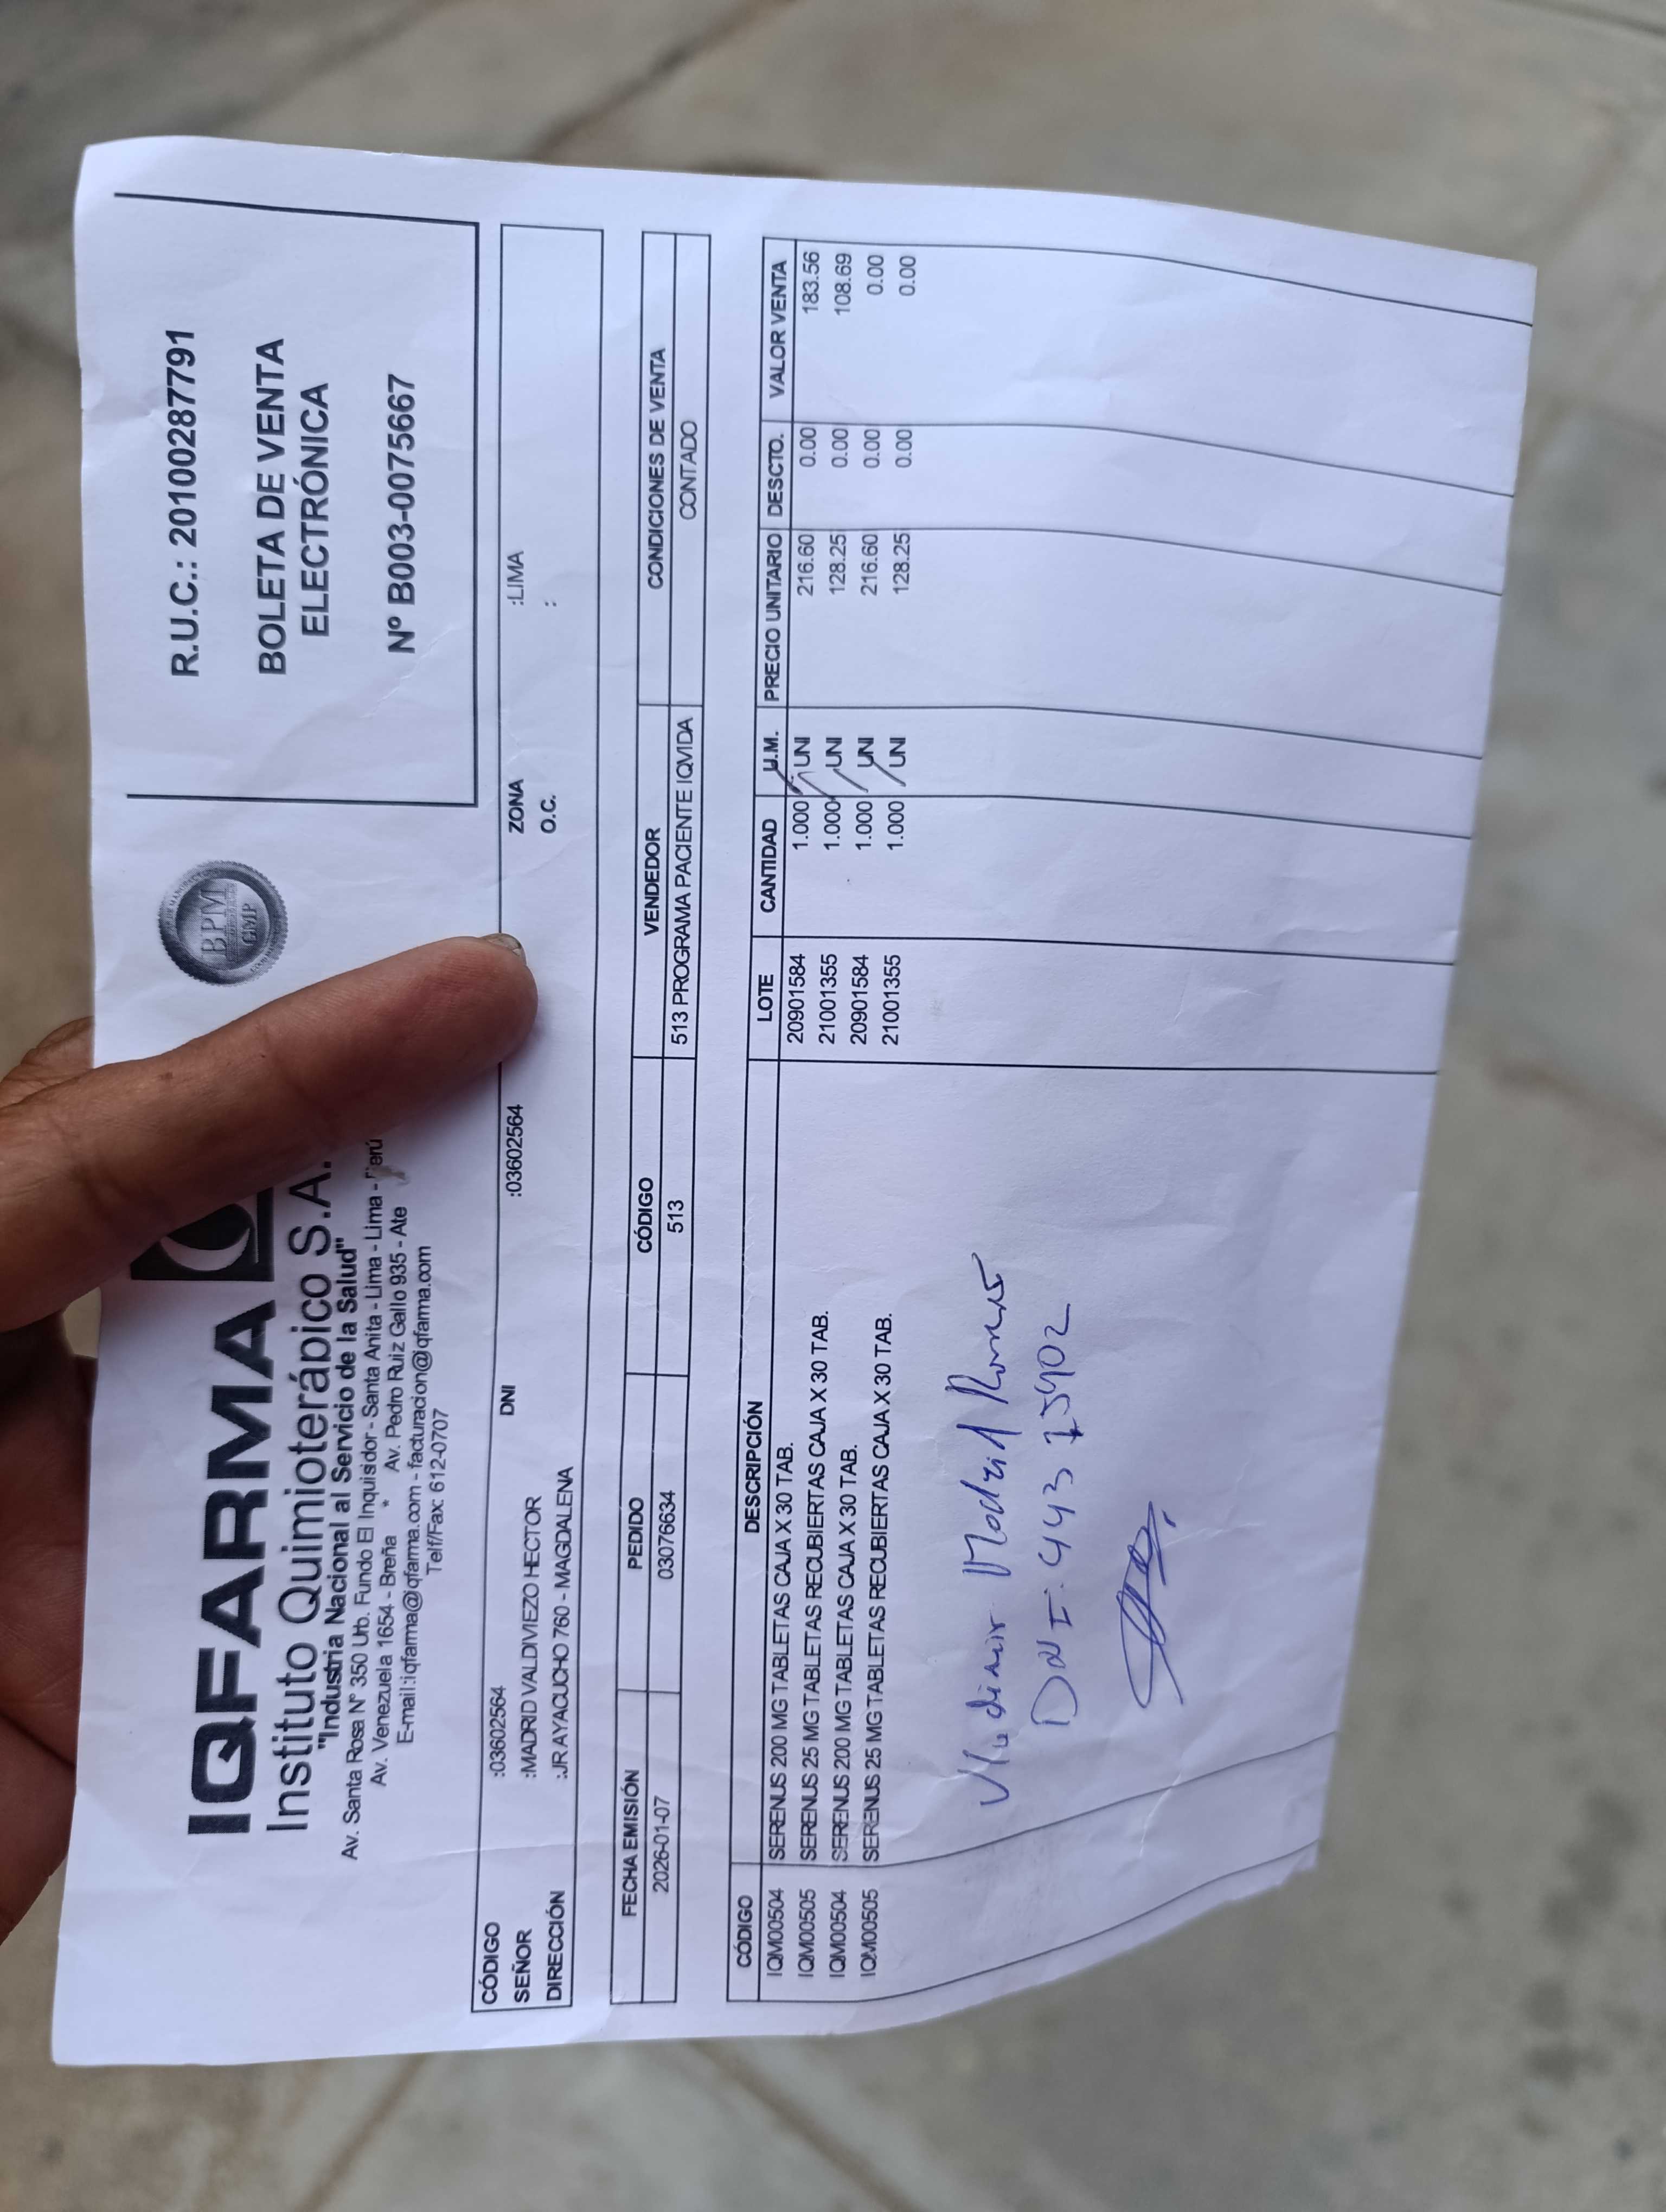 IQFARMA
Instituto Quimioterápico S.A.
"Industria Nacional al Servicio de la Salud"
Av. Santa Rosa Nº 350 Urb. Fundo El Inquisidor - Santa Anita - Lima - Lima - Perú
Av. Venezuela 1654 - Breña * Av. Pedro Ruiz Gallo 935 - Ate
E-mail:iqfarma@qfarma.com - facturacion@iqfarma.com
Telf/Fax: 612-0707
BPM
GMP
R.U.C.: 20100287791
BOLETA DE VENTA
ELECTRÓNICA
Nº B003-0075667
CÓDIGO :03602564 DNI :03602564 ZONA :LIMA
SEÑOR :MADRID VALDIVIEZO HECTOR O.C. :
DIRECCIÓN :JR AYACUCHO 760 - MAGDALENA
FECHA EMISIÓN PEDIDO CÓDIGO VENDEDOR CONDICIONES DE VENTA
2026-01-07 03076634 513 513 PROGRAMA PACIENTE IQVIDA CONTADO
CÓDIGO DESCRIPCIÓN LOTE CANTIDAD U.M. PRECIO UNITARIO DESCTO. VALOR VENTA
IQM00504 SERENUS 200 MG TABLETAS CAJA X 30 TAB. 20901584 1.000 UNI 216.60 0.00 183.56
IQM00505 SERENUS 25 MG TABLETAS RECUBIERTAS CAJA X 30 TAB. 21001355 1.000 UNI 128.25 0.00 108.69
IQM00504 SERENUS 200 MG TABLETAS CAJA X 30 TAB. 20901584 1.000 UNI 216.60 0.00 0.00
IQM00505 SERENUS 25 MG TABLETAS RECUBIERTAS CAJA X 30 TAB. 21001355 1.000 UNI 128.25 0.00 0.00
Vladimir Madrid Romero
DNI: 44375902